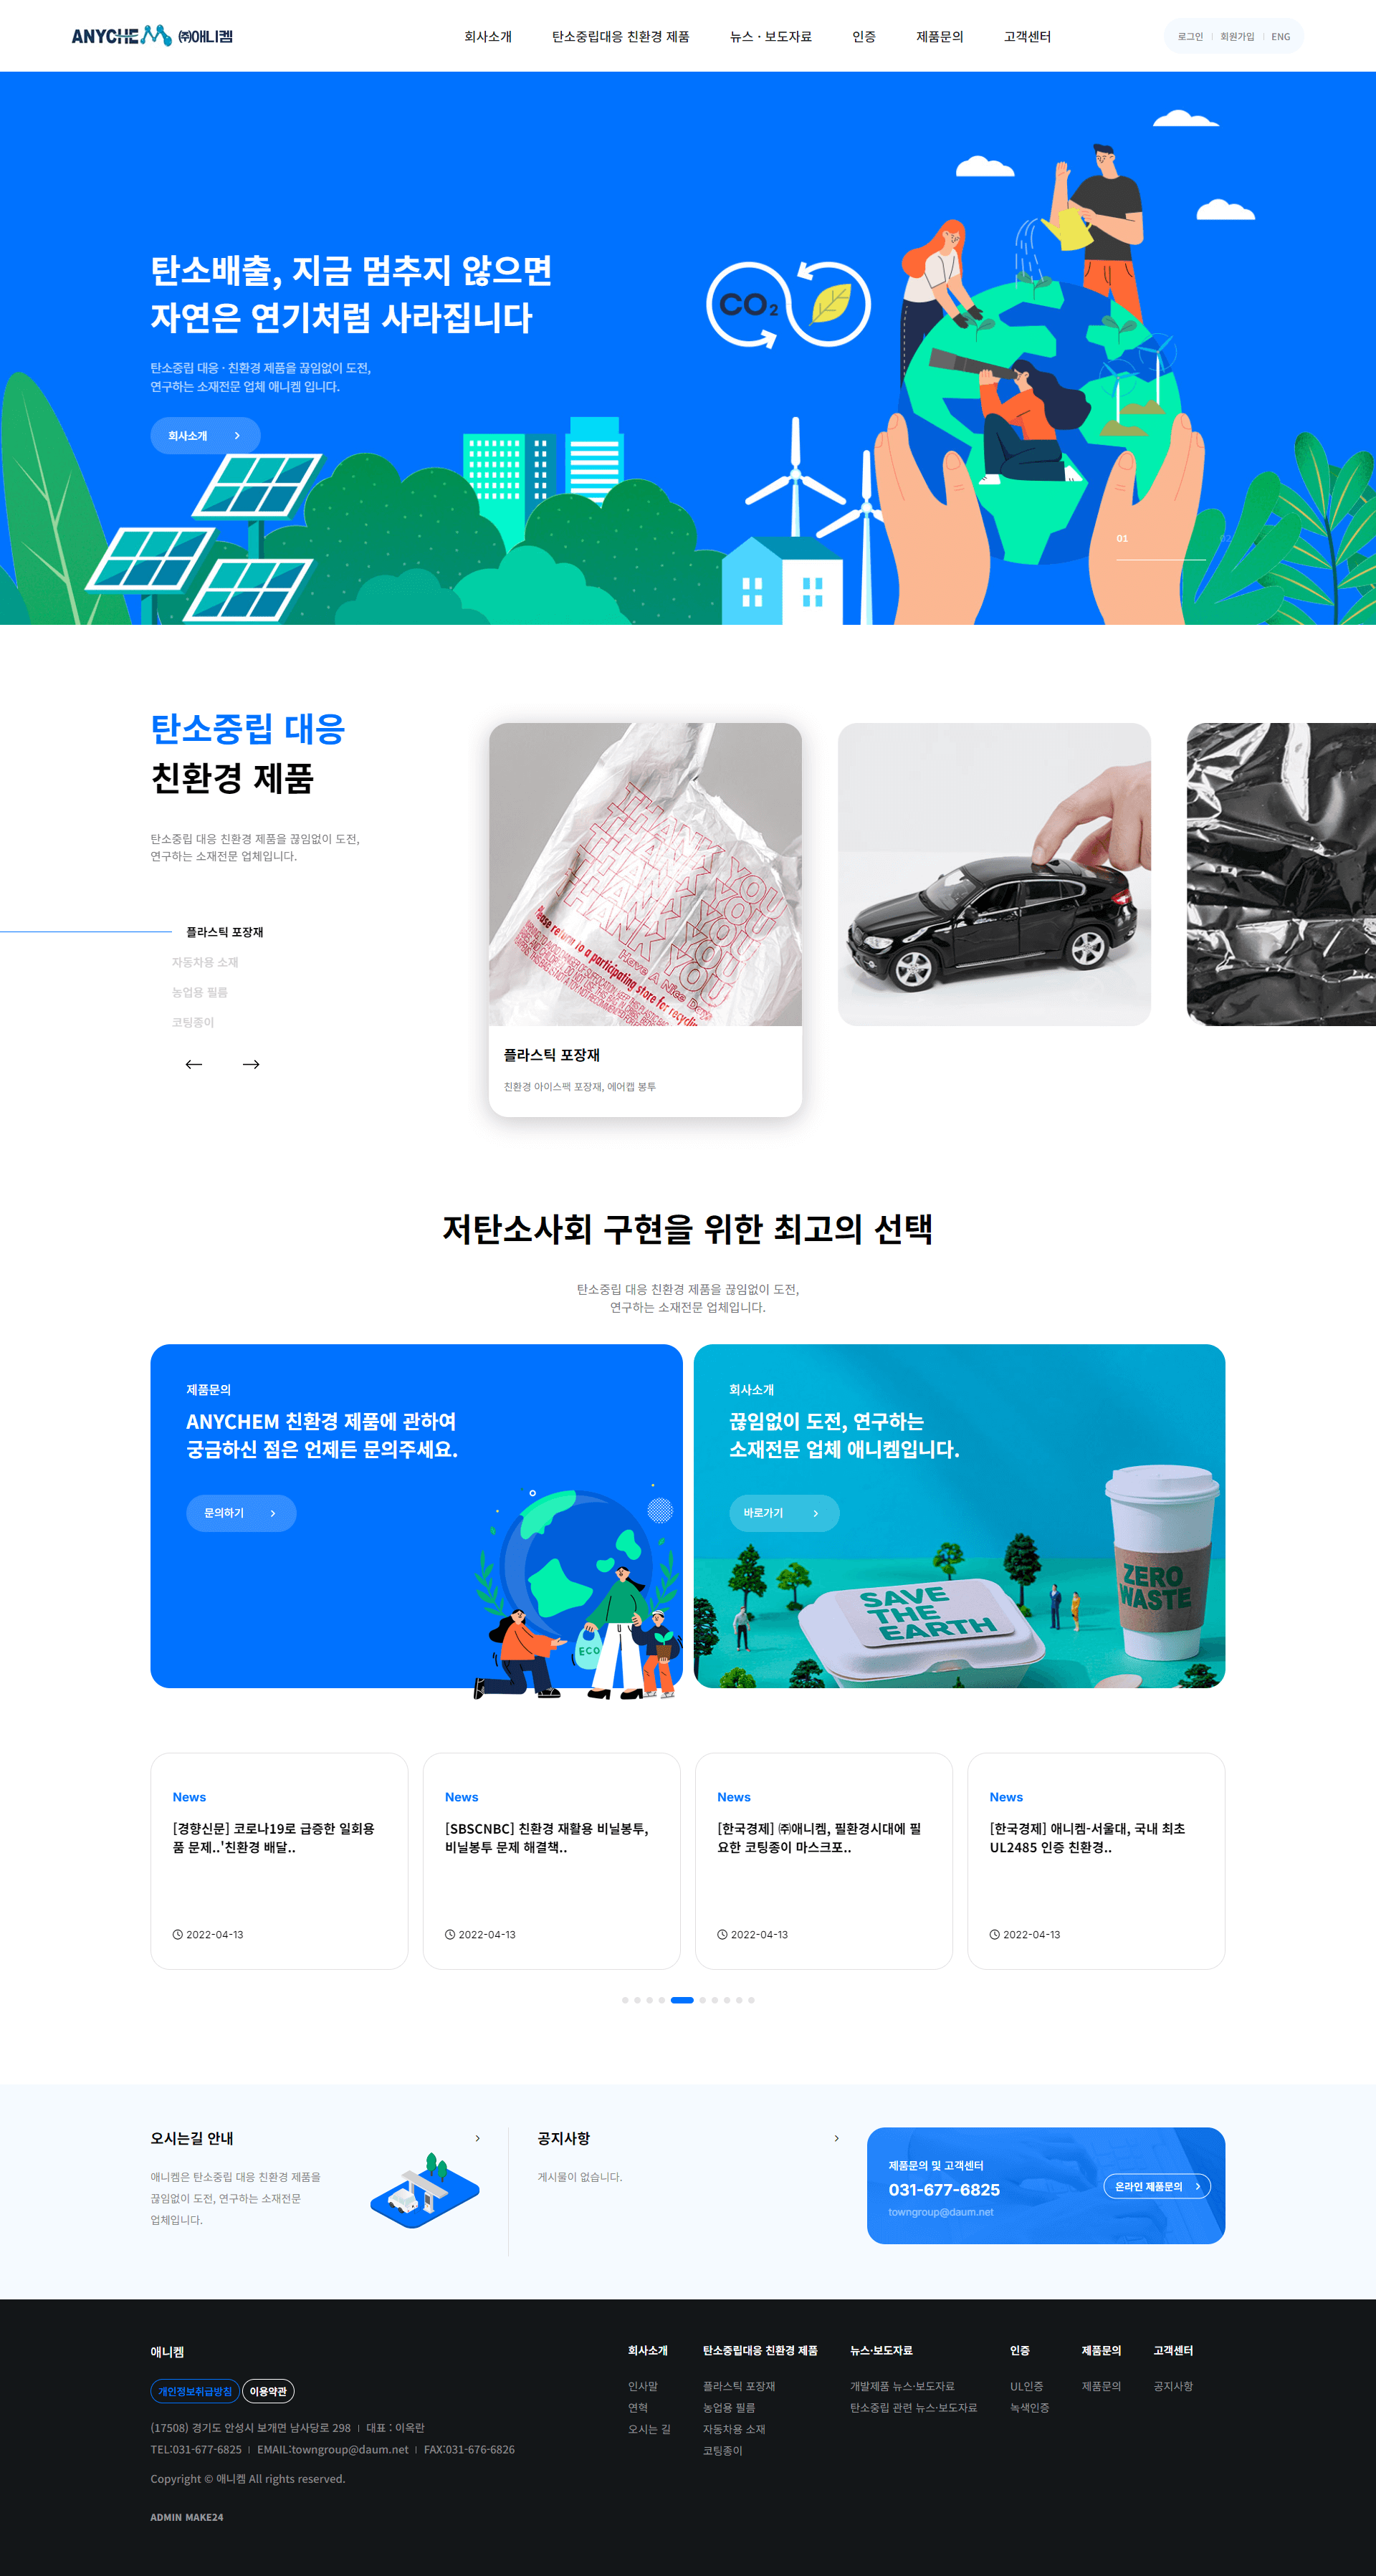 ANYCHEM ㈜애니켐
회사소개
탄소중립대응 친환경 제품
뉴스 · 보도자료
인증
제품문의
고객센터
로그인
회원가입
ENG
탄소배출, 지금 멈추지 않으면
자연은 연기처럼 사라집니다
탄소중립 대응 · 친환경 제품을 끊임없이 도전,
연구하는 소재전문 업체 애니켐 입니다.
회사소개
CO2
01
02
탄소중립 대응
친환경 제품
탄소중립 대응 친환경 제품을 끊임없이 도전,
연구하는 소재전문 업체입니다.
플라스틱 포장재
자동차용 소재
농업용 필름
코팅종이
THANK YOU
THANK YOU
THANK YOU
THANK YOU
Have A Nice Day
Please return to a participating store for recycling
플라스틱 포장재
친환경 아이스팩 포장재, 에어캡 봉투
저탄소사회 구현을 위한 최고의 선택
탄소중립 대응 친환경 제품을 끊임없이 도전,
연구하는 소재전문 업체입니다.
제품문의
ANYCHEM 친환경 제품에 관하여
궁금하신 점은 언제든 문의주세요.
문의하기
ECO
회사소개
끊임없이 도전, 연구하는
소재전문 업체 애니켐입니다.
바로가기
SAVE
THE
EARTH
ZERO
WASTE
News
[경향신문] 코로나19로 급증한 일회용
품 문제..'친환경 배달..
2022-04-13
News
[SBSCNBC] 친환경 재활용 비닐봉투,
비닐봉투 문제 해결책..
2022-04-13
News
[한국경제] ㈜애니켐, 필환경시대에 필
요한 코팅종이 마스크포..
2022-04-13
News
[한국경제] 애니켐-서울대, 국내 최초
UL2485 인증 친환경..
2022-04-13
오시는길 안내
애니켐은 탄소중립 대응 친환경 제품을
끊임없이 도전, 연구하는 소재전문
업체입니다.
공지사항
게시물이 없습니다.
제품문의 및 고객센터
031-677-6825
towngroup@daum.net
온라인 제품문의
애니켐
개인정보취급방침
이용약관
(17508) 경기도 안성시 보개면 남사당로 298 | 대표 : 이옥란
TEL:031-677-6825 | EMAIL:towngroup@daum.net | FAX:031-676-6826
Copyright © 애니켐 All rights reserved.
ADMIN MAKE24
회사소개
인사말
연혁
오시는 길
탄소중립대응 친환경 제품
플라스틱 포장재
농업용 필름
자동차용 소재
코팅종이
뉴스·보도자료
개발제품 뉴스·보도자료
탄소중립 관련 뉴스·보도자료
인증
UL인증
녹색인증
제품문의
제품문의
고객센터
공지사항